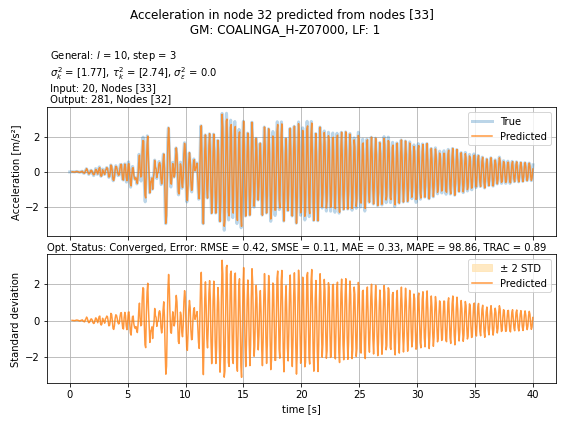 Acceleration in node 32 predicted from nodes [33]
GM: COALINGA_H-Z07000, LF: 1
General: l = 10, step = 3
σ²ₖ = [1.77], τ²ₖ = [2.74], σ²ε = 0.0
Input: 20, Nodes [33]
Output: 281, Nodes [32]
Acceleration [m/s²]
2
0
−2
True
Predicted
Opt. Status: Converged, Error: RMSE = 0.42, SMSE = 0.11, MAE = 0.33, MAPE = 98.86, TRAC = 0.89
Standard deviation
2
0
−2
± 2 STD
Predicted
0 5 10 15 20 25 30 35 40
time [s]